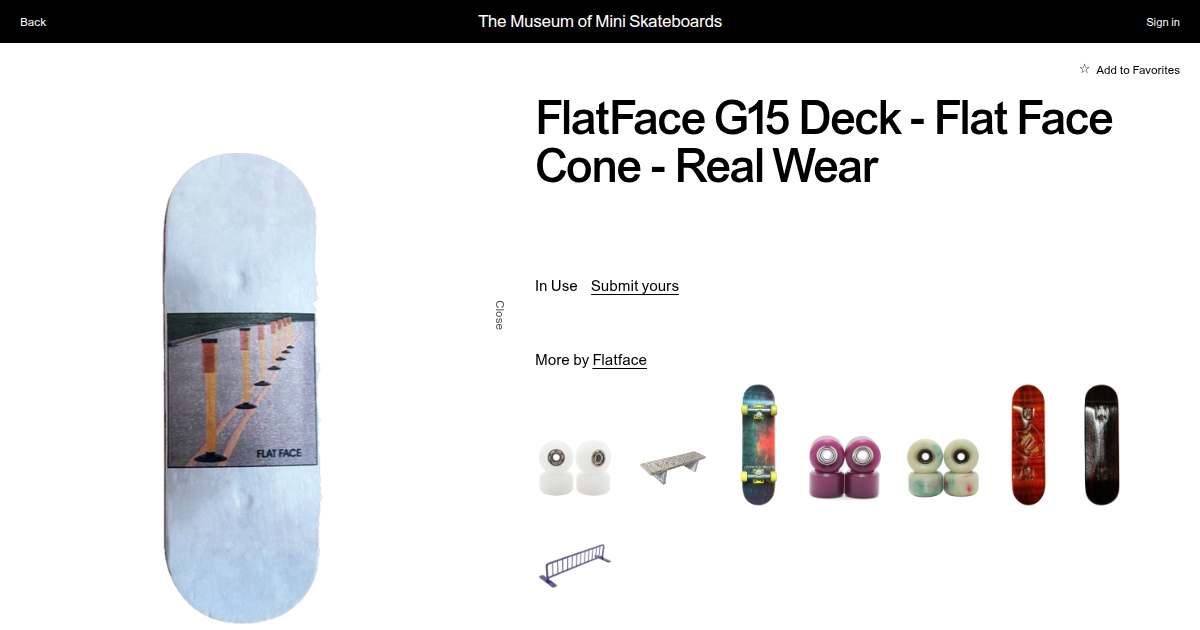 Back
The Museum of Mini Skateboards
Sign in
☆ Add to Favorites
FlatFace G15 Deck - Flat Face
Cone - Real Wear
In Use Submit yours
Close
More by Flatface
FLAT FACE